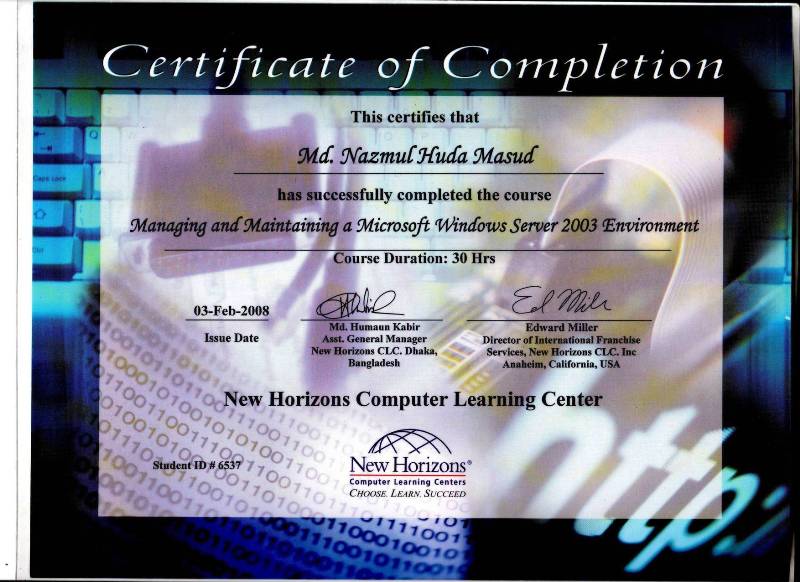 Certificate of Completion
This certifies that
Md. Nazmul Huda Masud
has successfully completed the course
Managing and Maintaining a Microsoft Windows Server 2003 Environment
Course Duration: 30 Hrs
03-Feb-2008
Issue Date
Md. Humaun Kabir
Asst. General Manager
New Horizons CLC. Dhaka,
Bangladesh
Ed Miller
Edward Miller
Director of International Franchise
Services, New Horizons CLC. Inc
Anaheim, California, USA
New Horizons Computer Learning Center
Student ID # 6537
New Horizons®
Computer Learning Centers
CHOOSE. LEARN. SUCCEED
Caps Lock
http:/